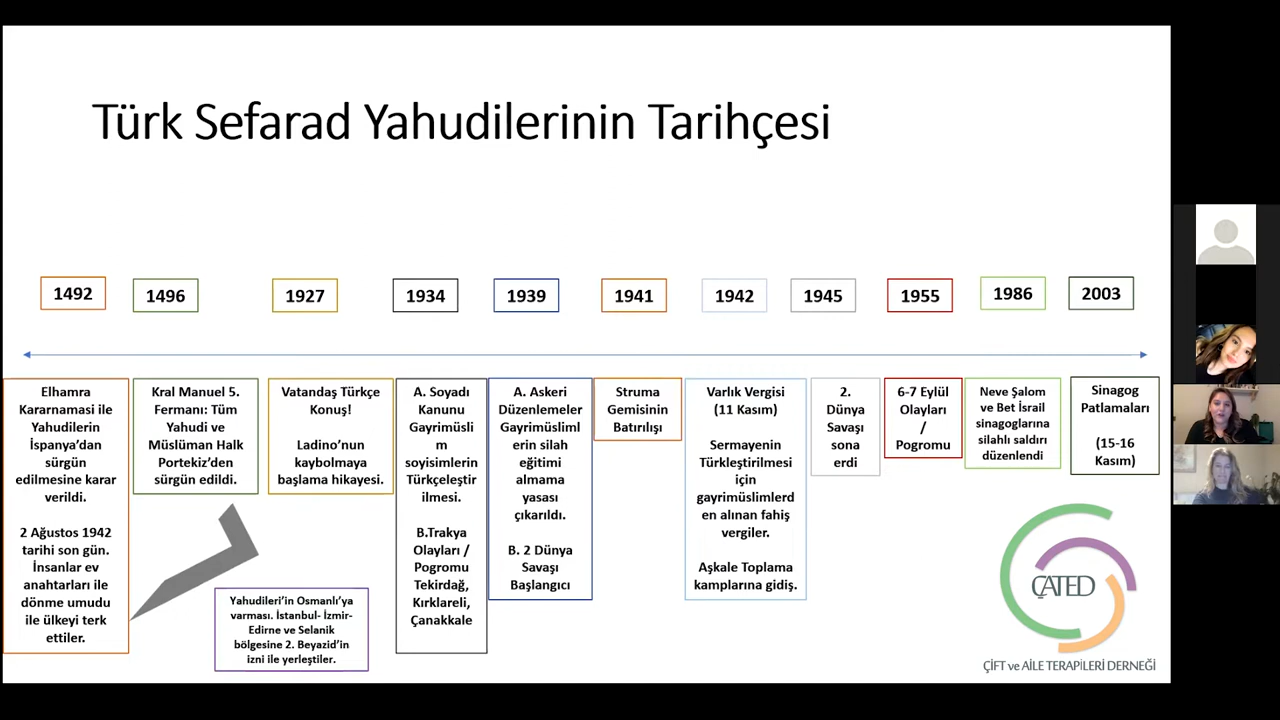 Türk Sefarad Yahudilerinin Tarihçesi
1492
1496
1927
1934
1939
1941
1942
1945
1955
1986
2003
Elhamra
Kararnamasi ile
Yahudilerin
İspanya'dan
sürgün
edilmesine karar
verildi.
2 Ağustos 1942
tarihi son gün.
İnsanlar ev
anahtarları ile
dönme umudu
ile ülkeyi terk
ettiler.
Kral Manuel 5.
Fermanı: Tüm
Yahudi ve
Müslüman Halk
Portekiz'den
sürgün edildi.
Yahudileri'in Osmanlı'ya
varması. İstanbul- İzmir-
Edirne ve Selanik
bölgesine 2. Beyazid'in
izni ile yerleştiler.
Vatandaş Türkçe
Konuş!
Ladino'nun
kaybolmaya
başlama hikayesi.
A. Soyadı
Kanunu
Gayrimüsli
m
soyisimlerin
Türkçeleştir
ilmesi.
B.Trakya
Olayları /
Pogromu
Tekirdağ,
Kırklareli,
Çanakkale
A. Askeri
Düzenlemeler
Gayrimüsliml
erin silah
eğitimi
almama
yasası
çıkarıldı.
B. 2 Dünya
Savaşı
Başlangıcı
Struma
Gemisinin
Batırılışı
Varlık Vergisi
(11 Kasım)
Sermayenin
Türkleştirilmesi
için
gayrimüslimlerd
en alınan fahiş
vergiler.
Aşkale Toplama
kamplarına gidiş.
2.
Dünya
Savaşı
sona
erdi
6-7 Eylül
Olayları
/
Pogromu
Neve Şalom
ve Bet İsrail
sinagoglarına
silahlı saldırı
düzenlendi
Sinagog
Patlamaları
(15-16
Kasım)
ÇATED
ÇİFT ve AİLE TERAPİLERİ DERNEĞİ